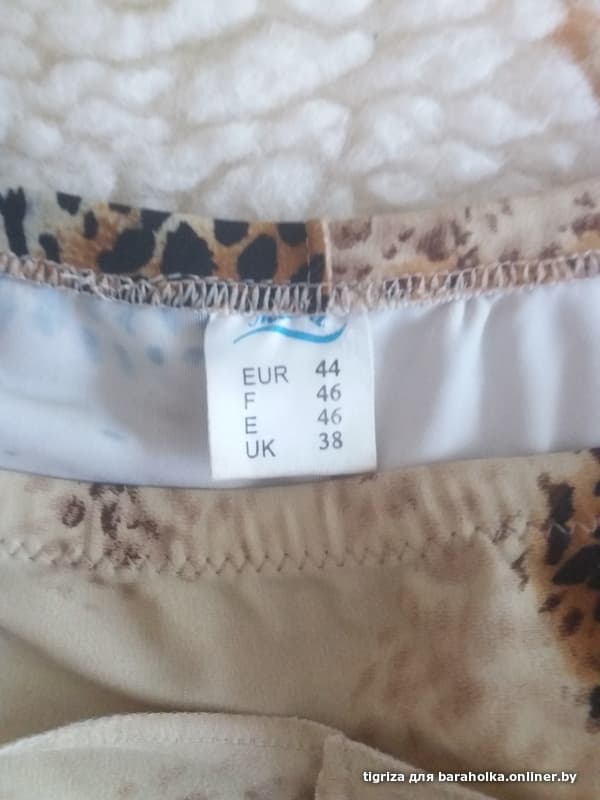 EUR 44
F 46
E 46
UK 38
tigriza для baraholka.onliner.by